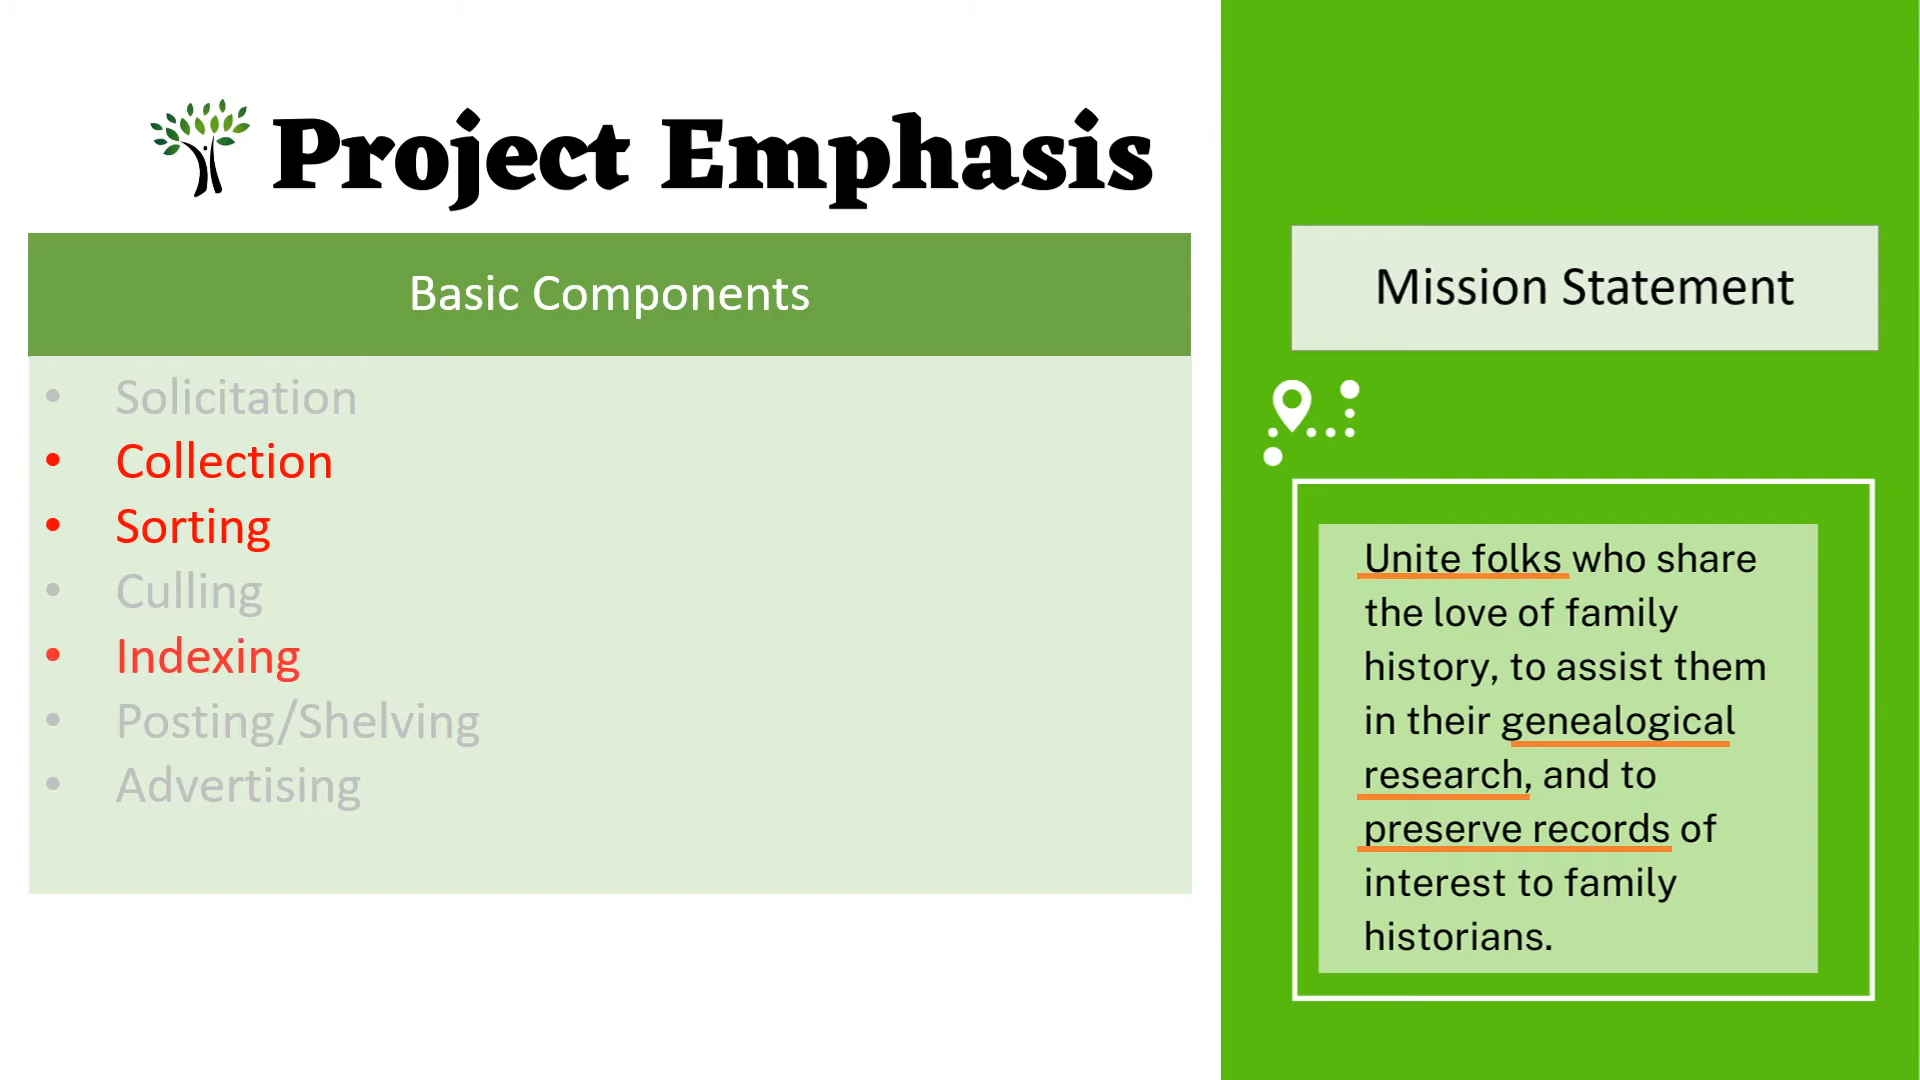 Project Emphasis
Basic Components
• Solicitation
• Collection
• Sorting
• Culling
• Indexing
• Posting/Shelving
• Advertising
Mission Statement
Unite folks who share
the love of family
history, to assist them
in their genealogical
research, and to
preserve records of
interest to family
historians.